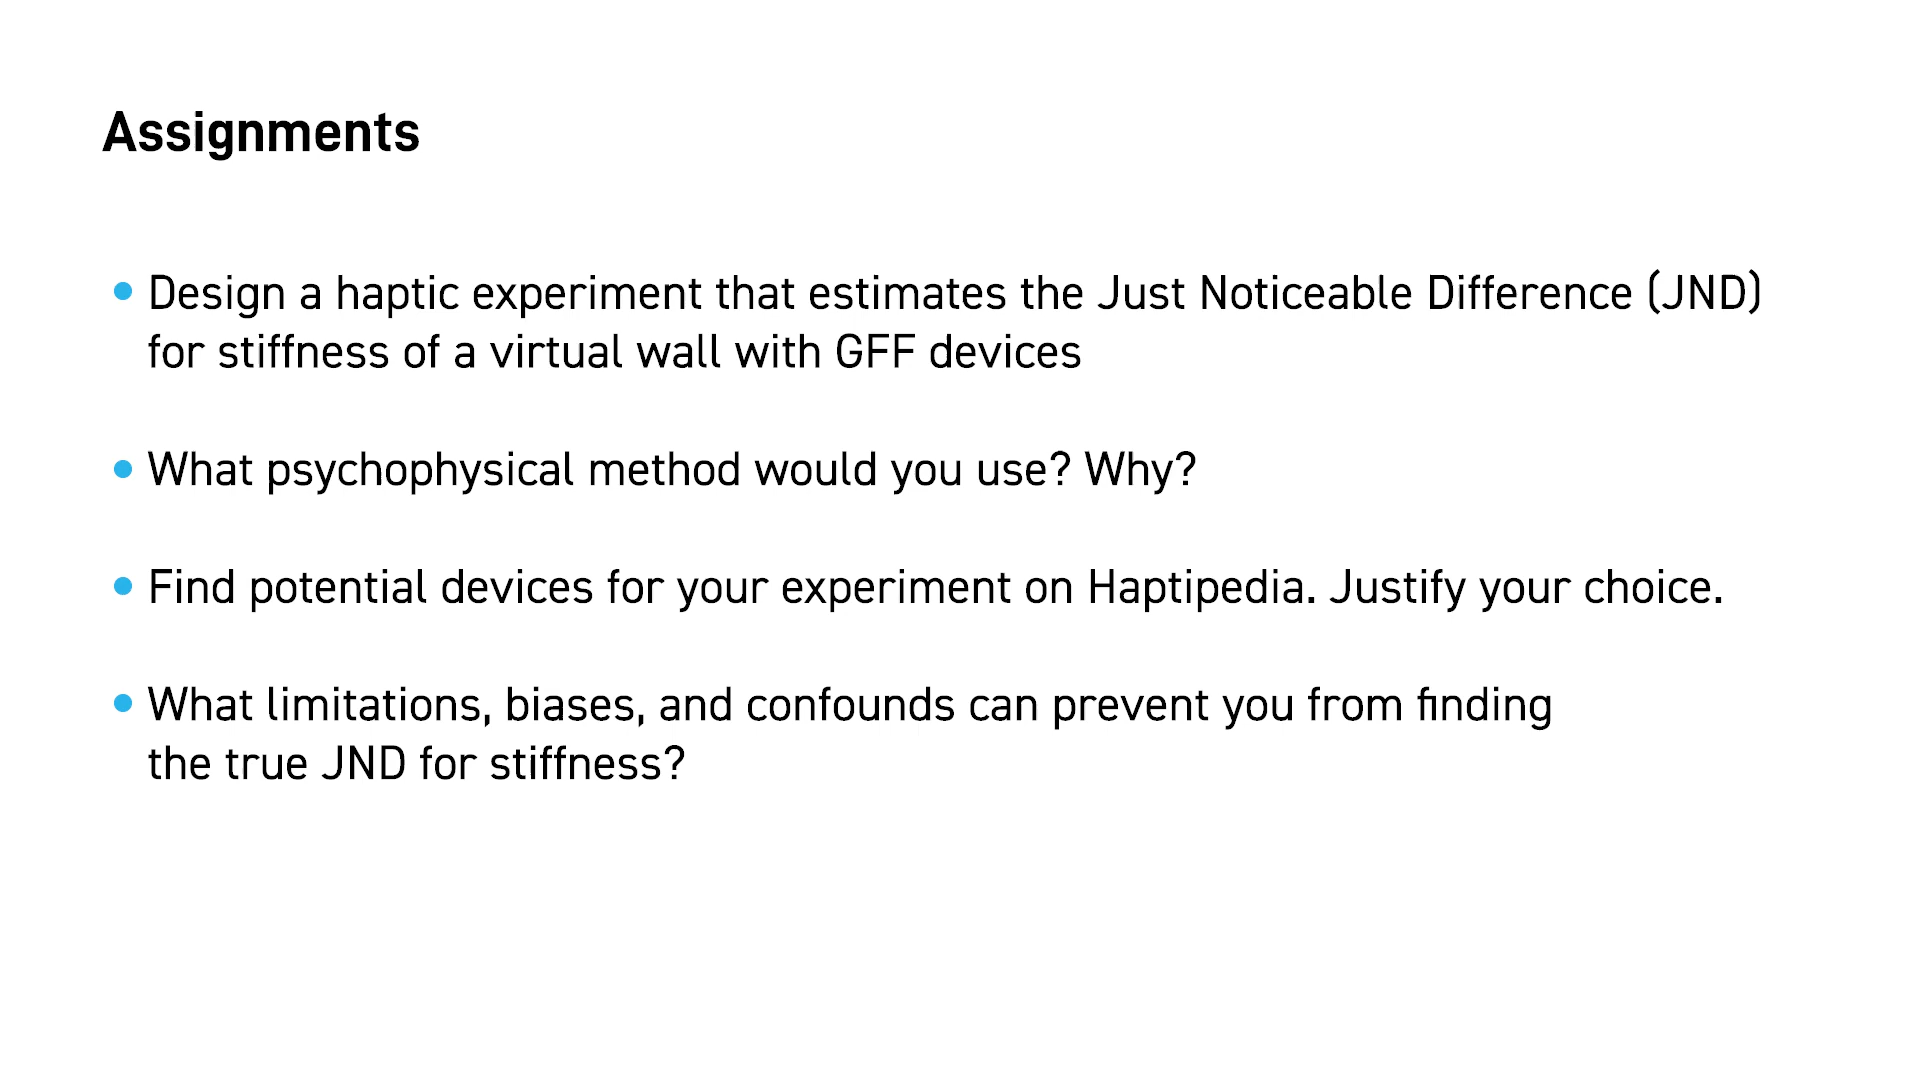 Assignments
• Design a haptic experiment that estimates the Just Noticeable Difference (JND)
for stiffness of a virtual wall with GFF devices
• What psychophysical method would you use? Why?
• Find potential devices for your experiment on Haptipedia. Justify your choice.
• What limitations, biases, and confounds can prevent you from finding
the true JND for stiffness?